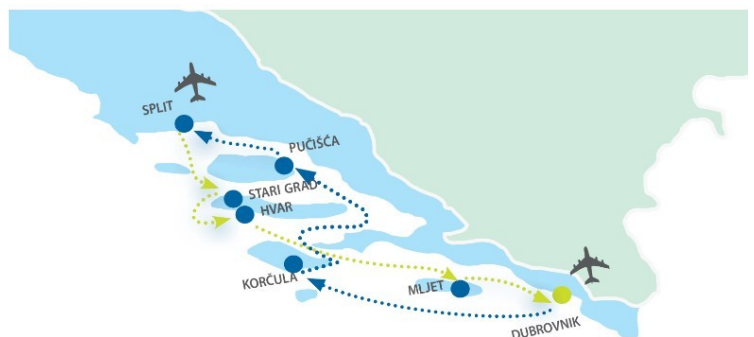 SPLIT
PUČIŠĆA
STARI GRAD
HVAR
KORČULA
MLJET
DUBROVNIK